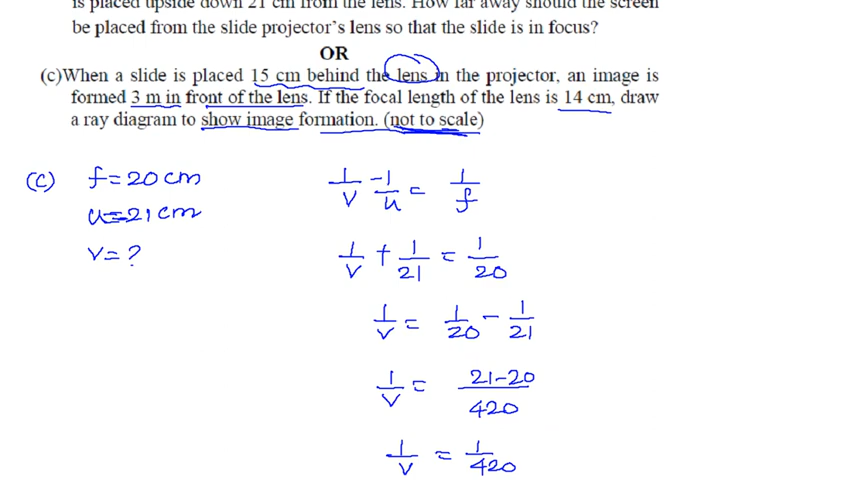 is placed upside down 21 cm from the lens. How far away should the screen
be placed from the slide projector's lens so that the slide is in focus?
OR
(c)When a slide is placed 15 cm behind the lens in the projector, an image is
formed 3 m in front of the lens. If the focal length of the lens is 14 cm, draw
a ray diagram to show image formation. (not to scale)
(C) f = 20 cm
u = 21 cm
v = ?
1/v - 1/u = 1/f
1/v + 1/21 = 1/20
1/v = 1/20 - 1/21
1/v = 21-20/420
1/v = 1/420